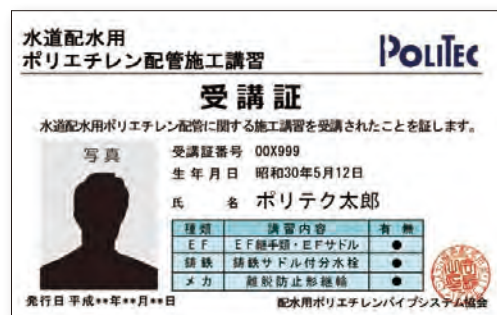 水道配水用
ポリエチレン配管施工講習
POLITEC
受講証
水道配水用ポリエチレン配管に関する施工講習を受講されたことを証します。
写真
受講証番号 00X999
生年月日 昭和30年5月12日
氏名 ポリテク太郎
種類 講習内容 有無
EF EF継手類・EFサドル ●
鋳鉄 鋳鉄サドル付分水栓 ●
メカ 離脱防止形継輪 ●
発行日 平成**年**月**日
配水用ポリエチレンパイプシステム協会